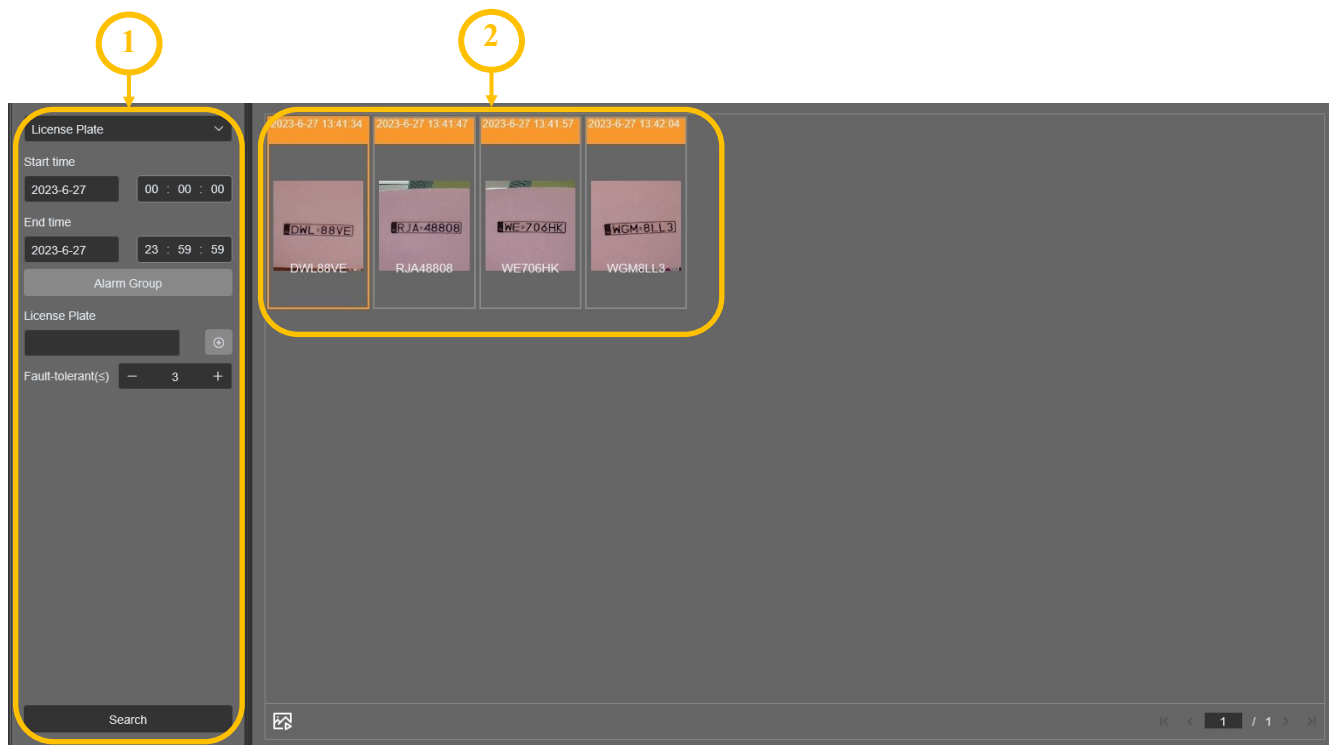 1
2
License Plate
Start time
2023-6-27 00 : 00 : 00
End time
2023-6-27 23 : 59 : 59
Alarm Group
License Plate
Fault-tolerant(≤) − 3 +
Search
2023-6-27 13:41:34 2023-6-27 13:41:47 2023-6-27 13:41:57 2023-6-27 13:42:04
DWL 88VE RJA 48808 WE 706HK WGM 8LL3
DWL88VE RJA48808 WE706HK WGM8LL3
1 / 1